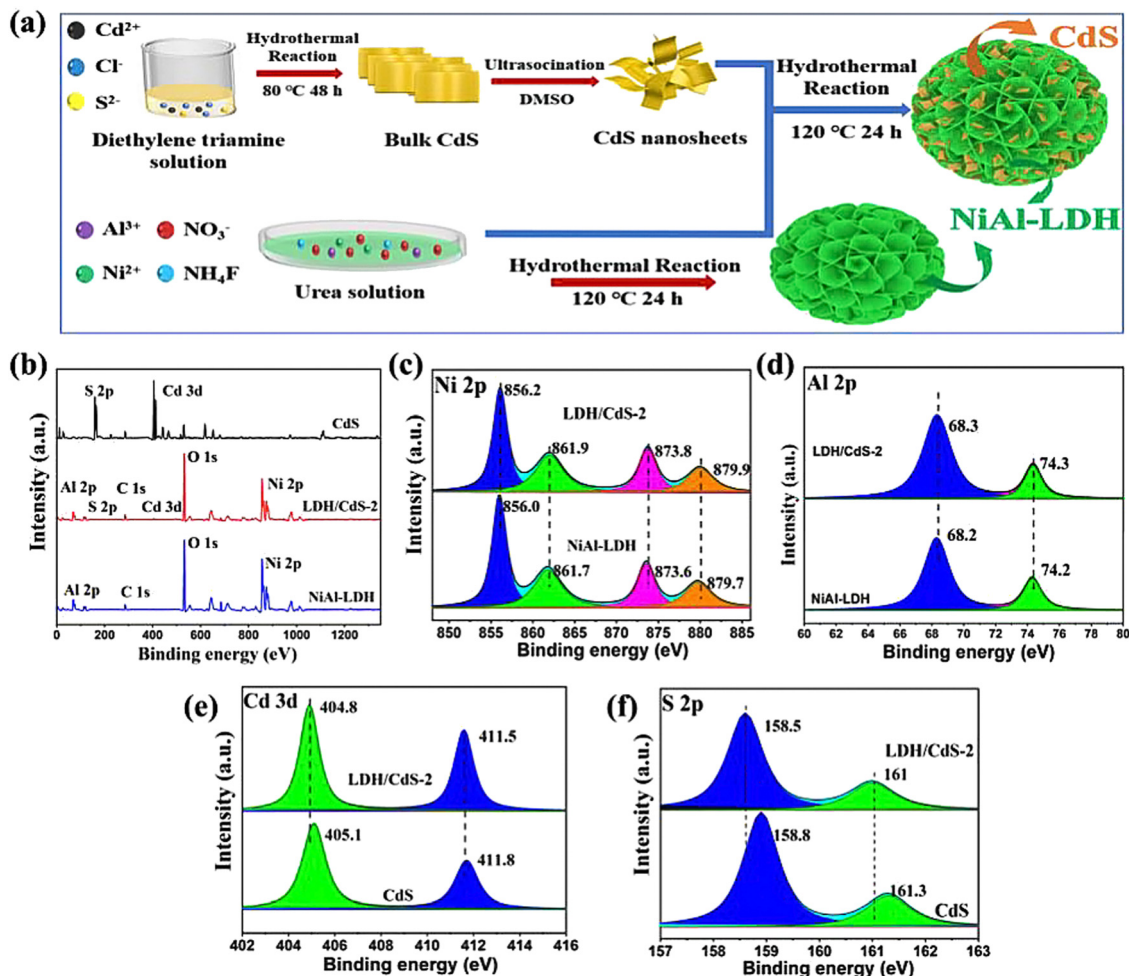 (a)
Cd²⁺
Cl⁻
S²⁻
Diethylene triamine
solution
Hydrothermal
Reaction
80 °C 48 h
Bulk CdS
Ultrasocination
DMSO
CdS nanosheets
Hydrothermal
Reaction
120 °C 24 h
CdS
NiAl-LDH
Al³⁺
NO₃⁻
Ni²⁺
NH₄F
Urea solution
Hydrothermal Reaction
120 °C 24 h
(b)
Intensity (a.u.)
S 2p
Cd 3d
CdS
O 1s
Al 2p
C 1s
Ni 2p
S 2p
Cd 3d
LDH/CdS-2
O 1s
Al 2p
C 1s
Ni 2p
NiAl-LDH
0 200 400 600 800 1000 1200
Binding energy (eV)
(c)
Intensity (a.u.)
Ni 2p
856.2
LDH/CdS-2
861.9
873.8
879.9
856.0
NiAl-LDH
861.7
873.6
879.7
850 855 860 865 870 875 880 885
Binding energy (eV)
(d)
Intensity (a.u.)
Al 2p
LDH/CdS-2
68.3
74.3
68.2
74.2
NiAl-LDH
60 62 64 66 68 70 72 74 76 78 80
Binding energy (eV)
(e)
Intensity (a.u.)
Cd 3d
404.8
411.5
LDH/CdS-2
405.1
411.8
CdS
402 404 406 408 410 412 414 416
Binding energy (eV)
(f)
Intensity (a.u.)
S 2p
158.5
LDH/CdS-2
161
158.8
161.3
CdS
157 158 159 160 161 162 163
Binding energy (eV)